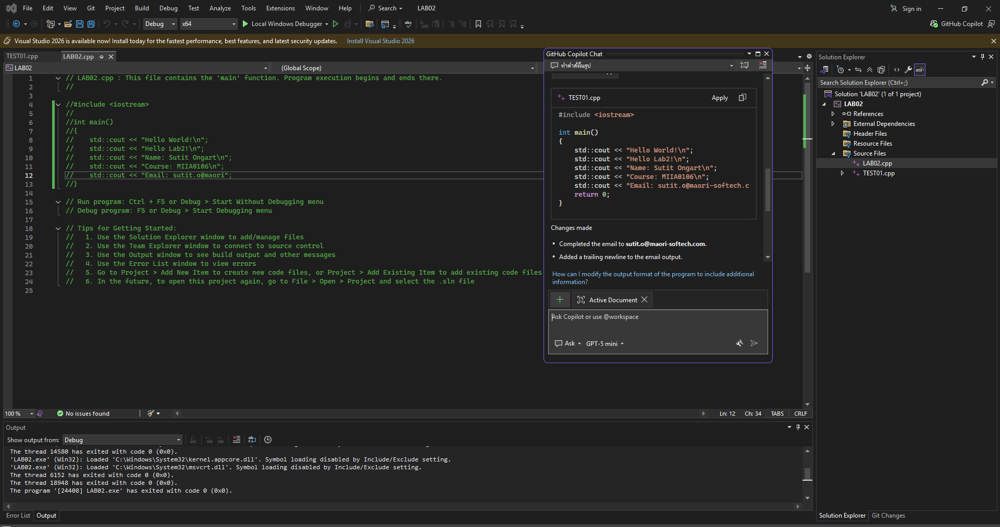 File Edit View Git Project Build Debug Test Analyze Tools Extensions Window Help Search LAB02 Sign in
Debug x64 Local Windows Debugger GitHub Copilot
Visual Studio 2026 is available now! Install today for the fastest performance, best features, and latest security updates. Install Visual Studio 2026
TEST01.cpp LAB02.cpp
LAB02 (Global Scope)
1 // LAB02.cpp : This file contains the 'main' function. Program execution begins and ends there.
2 //
3
4 //#include <iostream>
5 //
6 //int main()
7 //{
8 //    std::cout << "Hello World!\n";
9 //    std::cout << "Hello Lab2!\n";
10 //    std::cout << "Name: Sutit Ongart\n";
11 //    std::cout << "Course: MIIA0106\n";
12 //    std::cout << "Email: sutit.o@maori";
13 //}
14
15 // Run program: Ctrl + F5 or Debug > Start Without Debugging menu
16 // Debug program: F5 or Debug > Start Debugging menu
17
18 // Tips for Getting Started:
19 //   1. Use the Solution Explorer window to add/manage files
20 //   2. Use the Team Explorer window to connect to source control
21 //   3. Use the Output window to see build output and other messages
22 //   4. Use the Error List window to view errors
23 //   5. Go to Project > Add New Item to create new code files, or Project > Add Existing Item to add existing code files
24 //   6. In the future, to open this project again, go to File > Open > Project and select the .sln file
25
100 % No issues found Ln: 12 Ch: 34 TABS CRLF
GitHub Copilot Chat
ทำคำสั่งในรูป
TEST01.cpp Apply
#include <iostream>
int main()
{
    std::cout << "Hello World!\n";
    std::cout << "Hello Lab2!\n";
    std::cout << "Name: Sutit Ongart\n";
    std::cout << "Course: MIIA0106\n";
    std::cout << "Email: sutit.o@maori-softech.c
    return 0;
}
Changes made
• Completed the email to sutit.o@maori-softech.com.
• Added a trailing newline to the email output.
How can I modify the output format of the program to include additional
information?
Active Document
Ask Copilot or use @workspace
Ask GPT-5 mini
Solution Explorer
Search Solution Explorer (Ctrl+;)
Solution 'LAB02' (1 of 1 project)
LAB02
References
External Dependencies
Header Files
Resource Files
Source Files
LAB02.cpp
TEST01.cpp
Output
Show output from: Debug
The thread 14580 has exited with code 0 (0x0).
'LAB02.exe' (Win32): Loaded 'C:\Windows\System32\kernel.appcore.dll'. Symbol loading disabled by Include/Exclude setting.
'LAB02.exe' (Win32): Loaded 'C:\Windows\System32\msvcrt.dll'. Symbol loading disabled by Include/Exclude setting.
The thread 6152 has exited with code 0 (0x0).
The thread 18948 has exited with code 0 (0x0).
The program '[24408] LAB02.exe' has exited with code 0 (0x0).
Error List Output
Solution Explorer Git Changes